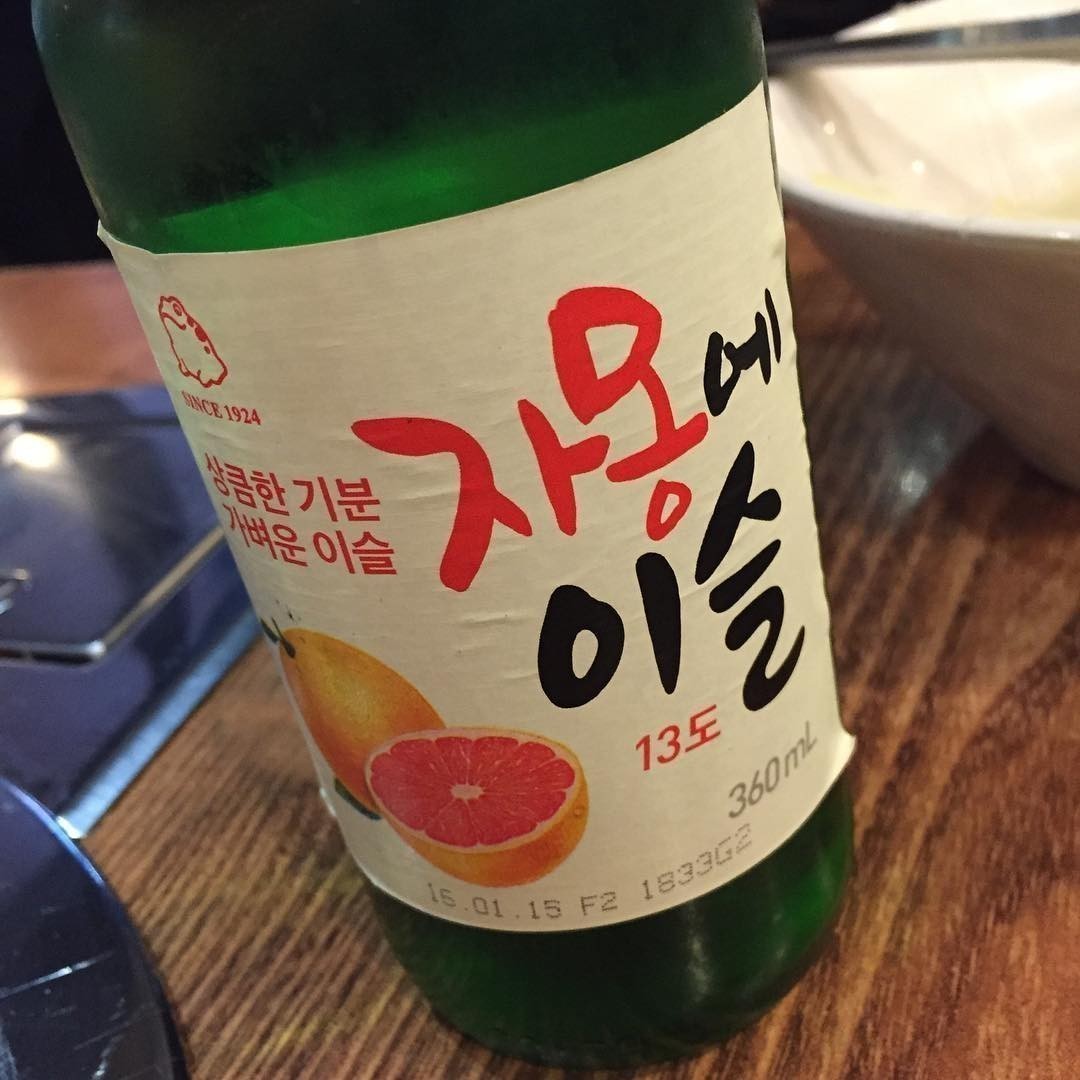 SINCE 1924
상큼한 기분
가벼운 이슬
자몽에
이슬
13도
360mL
16.01.15 F2 1833G2